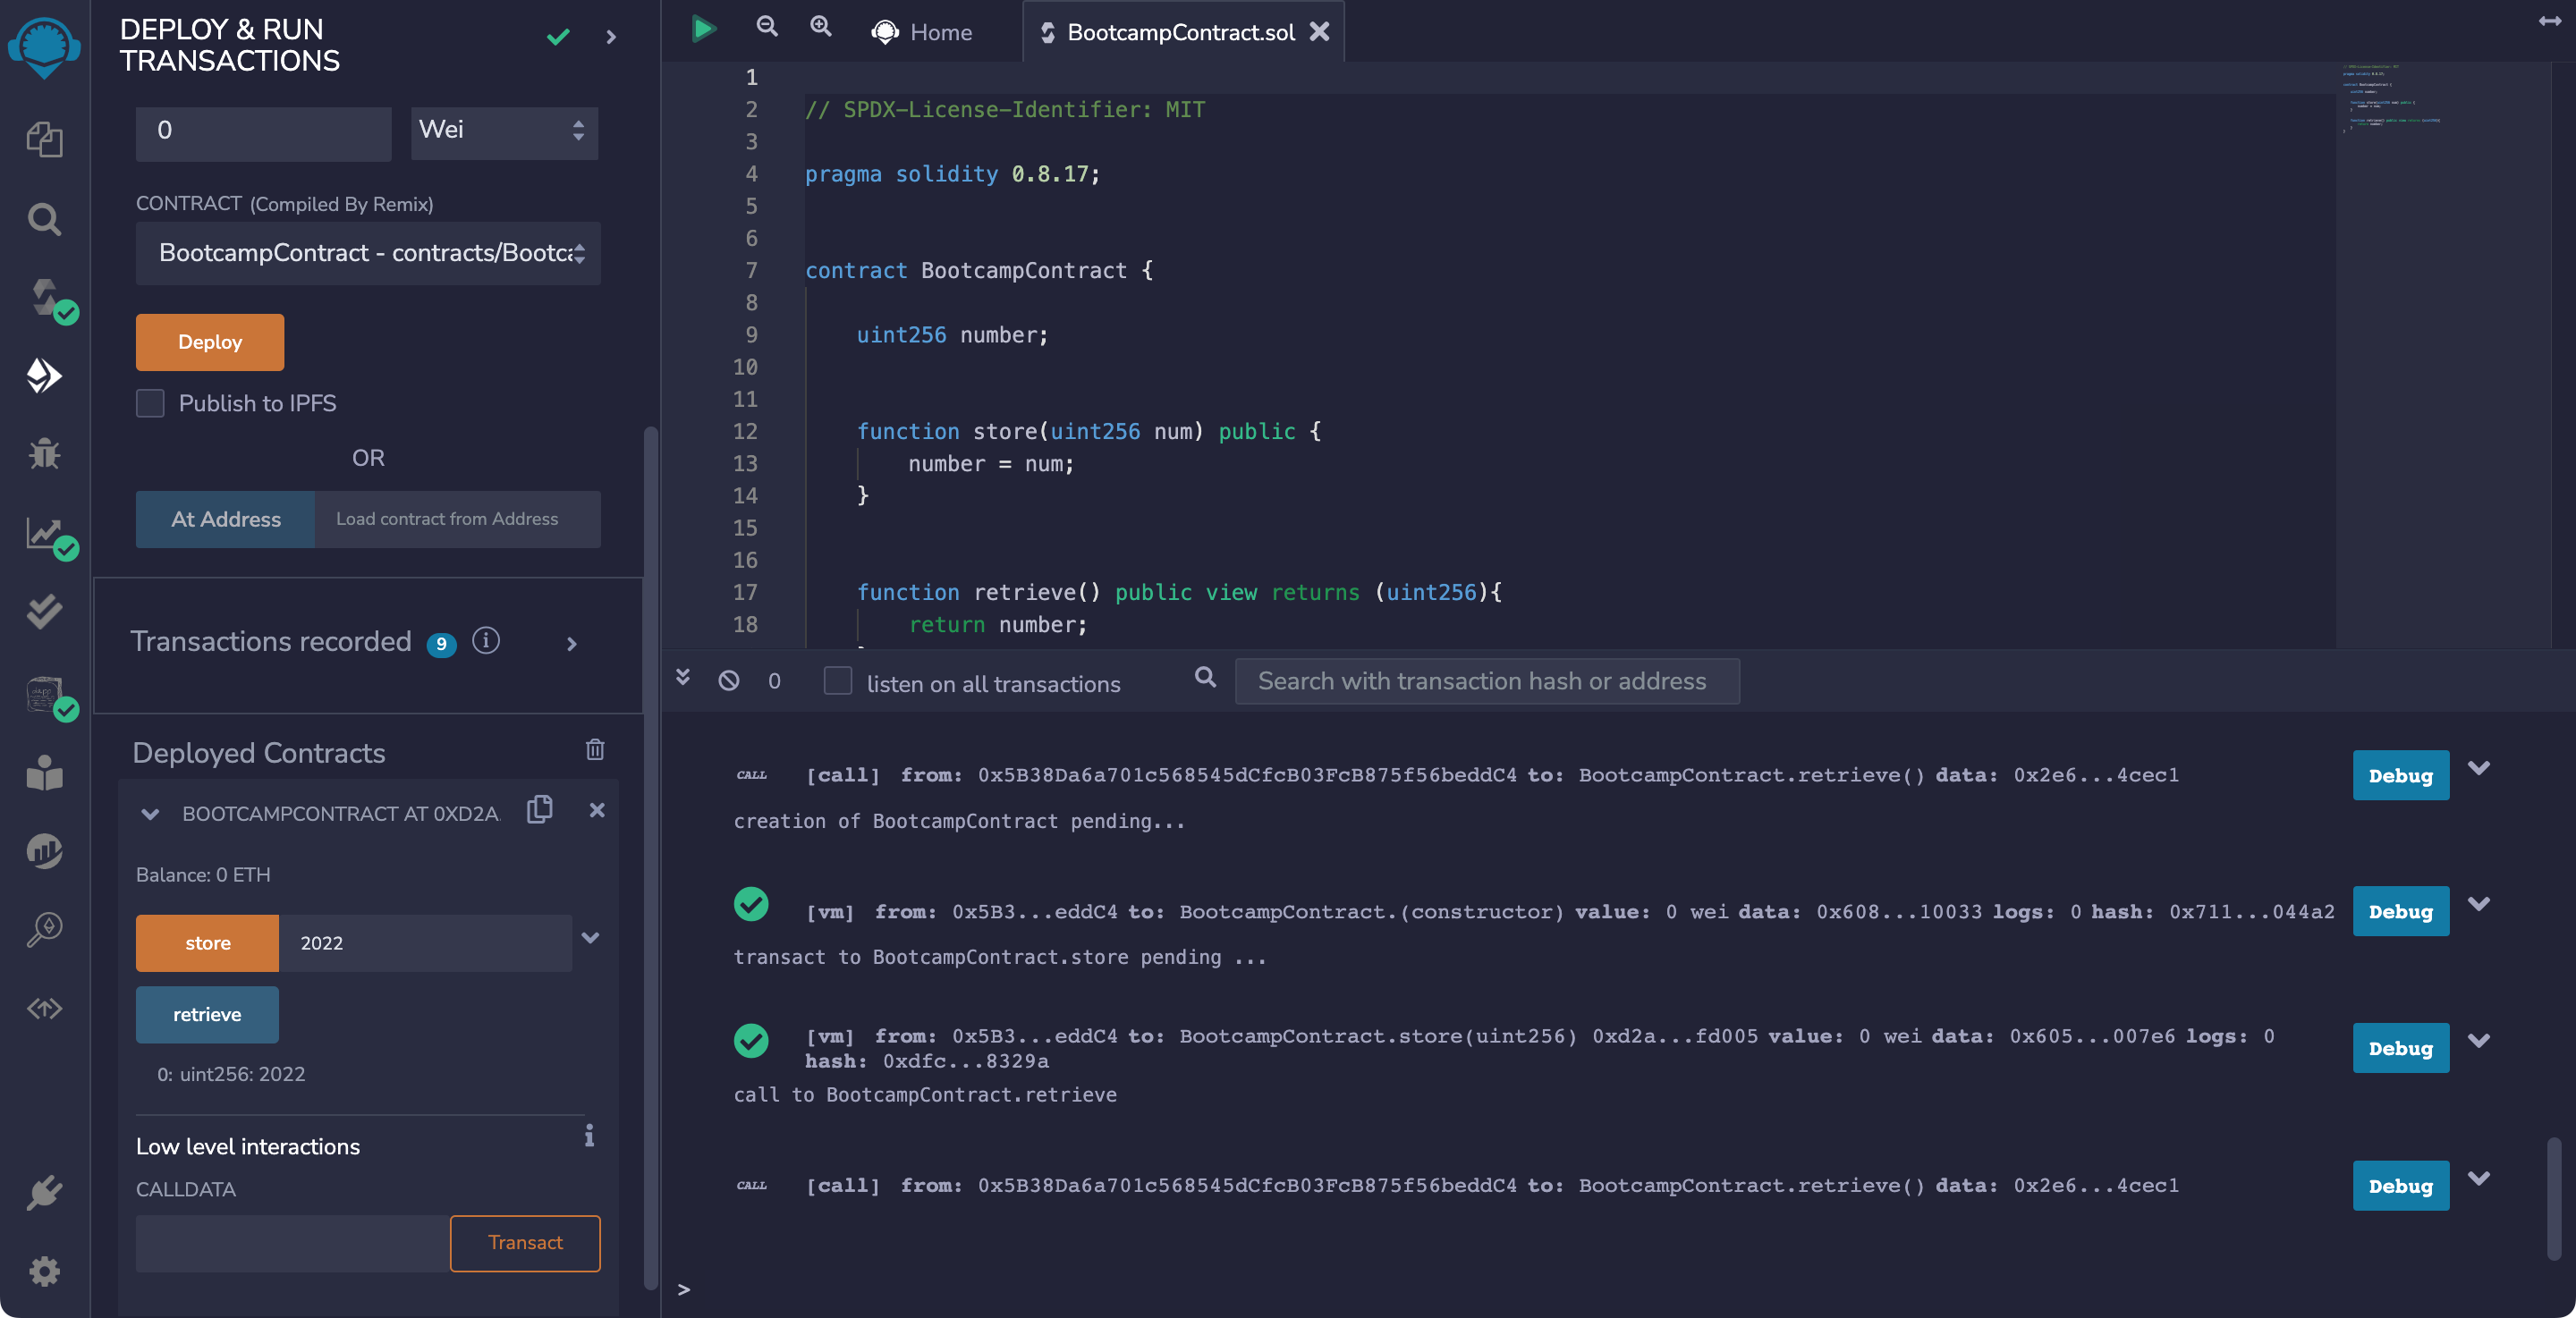 DEPLOY & RUN
TRANSACTIONS
0
Wei
CONTRACT (Compiled By Remix)
BootcampContract - contracts/Bootca
Deploy
Publish to IPFS
OR
At Address
Load contract from Address
Transactions recorded 9
Deployed Contracts
BOOTCAMPCONTRACT AT 0XD2A
Balance: 0 ETH
store
2022
retrieve
0: uint256: 2022
Low level interactions
CALLDATA
Transact
Home
BootcampContract.sol
1
2 // SPDX-License-Identifier: MIT
3
4 pragma solidity 0.8.17;
5
6
7 contract BootcampContract {
8
9 uint256 number;
10
11
12 function store(uint256 num) public {
13 number = num;
14 }
15
16
17 function retrieve() public view returns (uint256){
18 return number;
0
listen on all transactions
Search with transaction hash or address
CALL [call] from: 0x5B38Da6a701c568545dCfcB03FcB875f56beddC4 to: BootcampContract.retrieve() data: 0x2e6...4cec1
Debug
creation of BootcampContract pending...
[vm] from: 0x5B3...eddC4 to: BootcampContract.(constructor) value: 0 wei data: 0x608...10033 logs: 0 hash: 0x711...044a2
Debug
transact to BootcampContract.store pending ...
[vm] from: 0x5B3...eddC4 to: BootcampContract.store(uint256) 0xd2a...fd005 value: 0 wei data: 0x605...007e6 logs: 0
hash: 0xdfc...8329a
Debug
call to BootcampContract.retrieve
CALL [call] from: 0x5B38Da6a701c568545dCfcB03FcB875f56beddC4 to: BootcampContract.retrieve() data: 0x2e6...4cec1
Debug
>